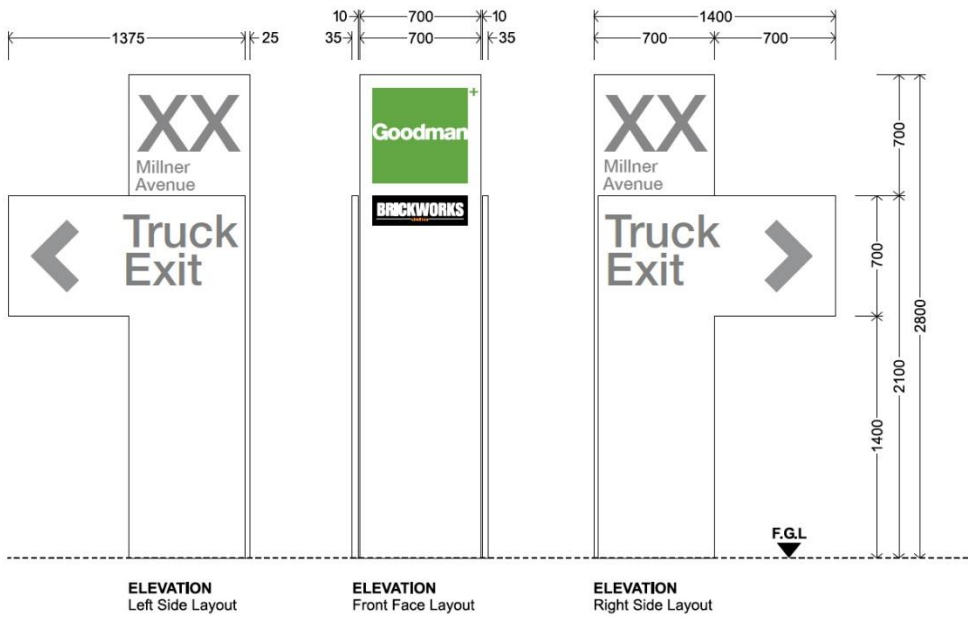 10 700 10 1400
1375 25 35 700 35 700 700
XX Goodman+ XX
Millner Millner
Avenue Avenue
700
BRICKWORKS
Truck Truck
Exit Exit
700
2800
2100
1400
F.G.L
ELEVATION ELEVATION ELEVATION
Left Side Layout Front Face Layout Right Side Layout